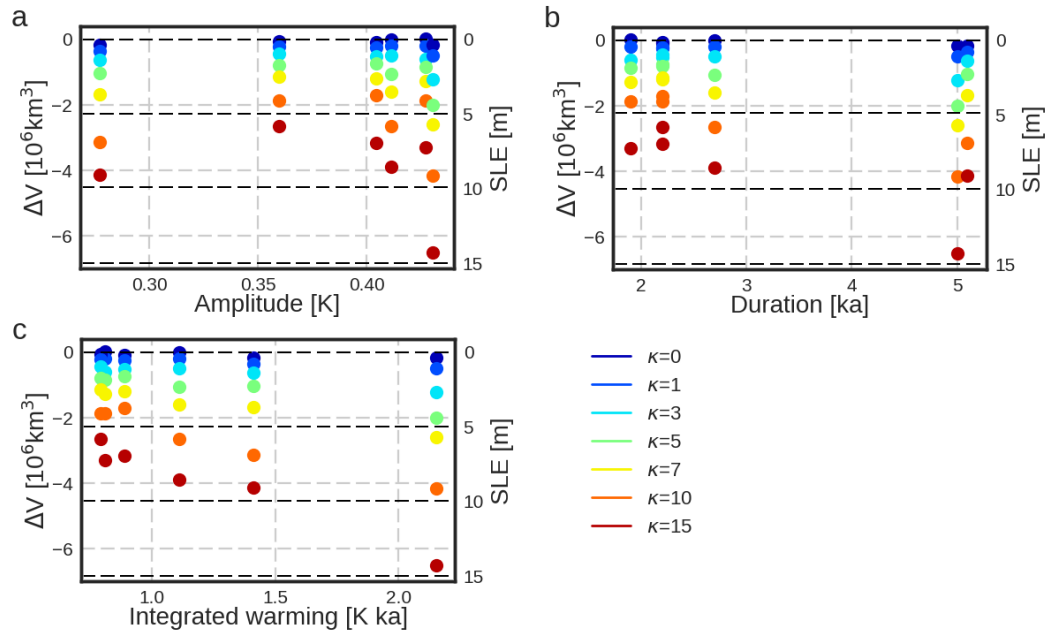 a
0
−2
−4
−6
ΔV [10⁶km³]
0
5
10
15
SLE [m]
0.30
0.35
0.40
Amplitude [K]
b
0
−2
−4
−6
ΔV [10⁶km³]
0
5
10
15
SLE [m]
2
3
4
5
Duration [ka]
c
0
−2
−4
−6
ΔV [10⁶km³]
0
5
10
15
SLE [m]
1.0
1.5
2.0
Integrated warming [K ka]
κ=0
κ=1
κ=3
κ=5
κ=7
κ=10
κ=15